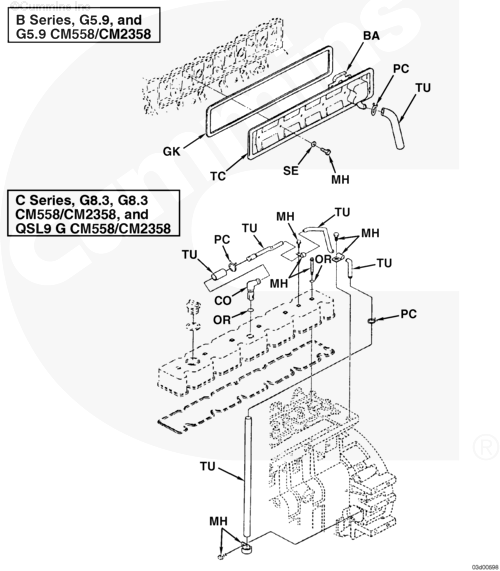 ©Cummins Inc
B Series, G5.9, and
G5.9 CM558/CM2358
BA
PC
TU
GK
TC
SE
MH
C Series, G8.3, G8.3
CM558/CM2358, and
QSL9 G CM558/CM2358
MH
TU
TU
PC
TU
MH
OR
MH
TU
CO
OR
PC
TU
MH
Cummins
®
03d00698